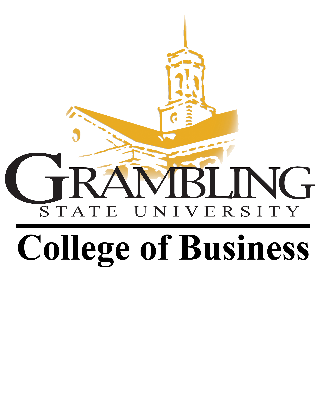 GRAMBLING
STATE UNIVERSITY
College of Business